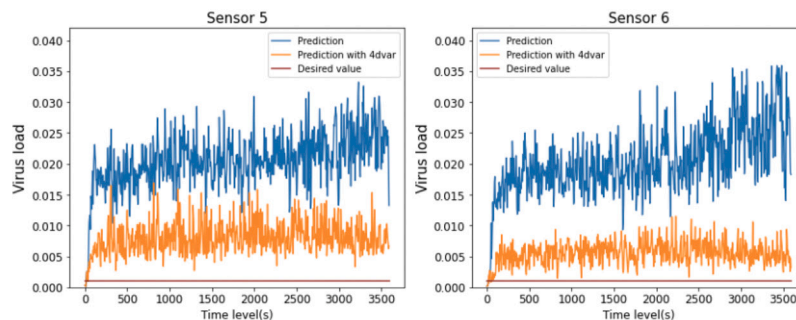 Sensor 5
Virus load
0.040
0.035
0.030
0.025
0.020
0.015
0.010
0.005
0.000
Prediction
Prediction with 4dvar
Desired value
0 500 1000 1500 2000 2500 3000 3500
Time level(s)
Sensor 6
Virus load
0.040
0.035
0.030
0.025
0.020
0.015
0.010
0.005
0.000
Prediction
Prediction with 4dvar
Desired value
0 500 1000 1500 2000 2500 3000 3500
Time level(s)